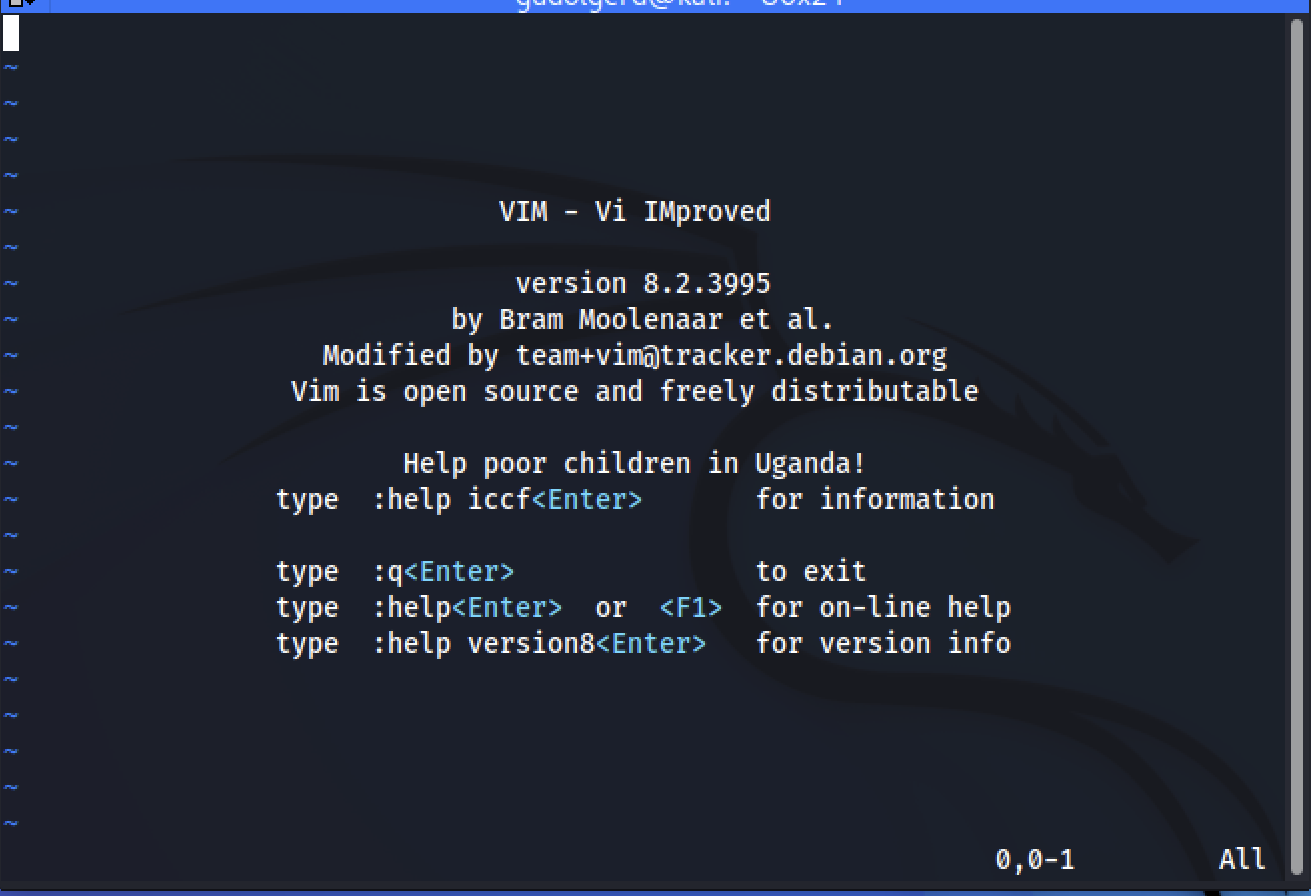 ~
~
~
~
~ VIM - Vi IMproved
~
~ version 8.2.3995
~ by Bram Moolenaar et al.
~ Modified by team+vim@tracker.debian.org
~ Vim is open source and freely distributable
~
~ Help poor children in Uganda!
~ type :help iccf<Enter> for information
~
~ type :q<Enter> to exit
~ type :help<Enter> or <F1> for on-line help
~ type :help version8<Enter> for version info
~
~
~
~
~
0,0-1 All